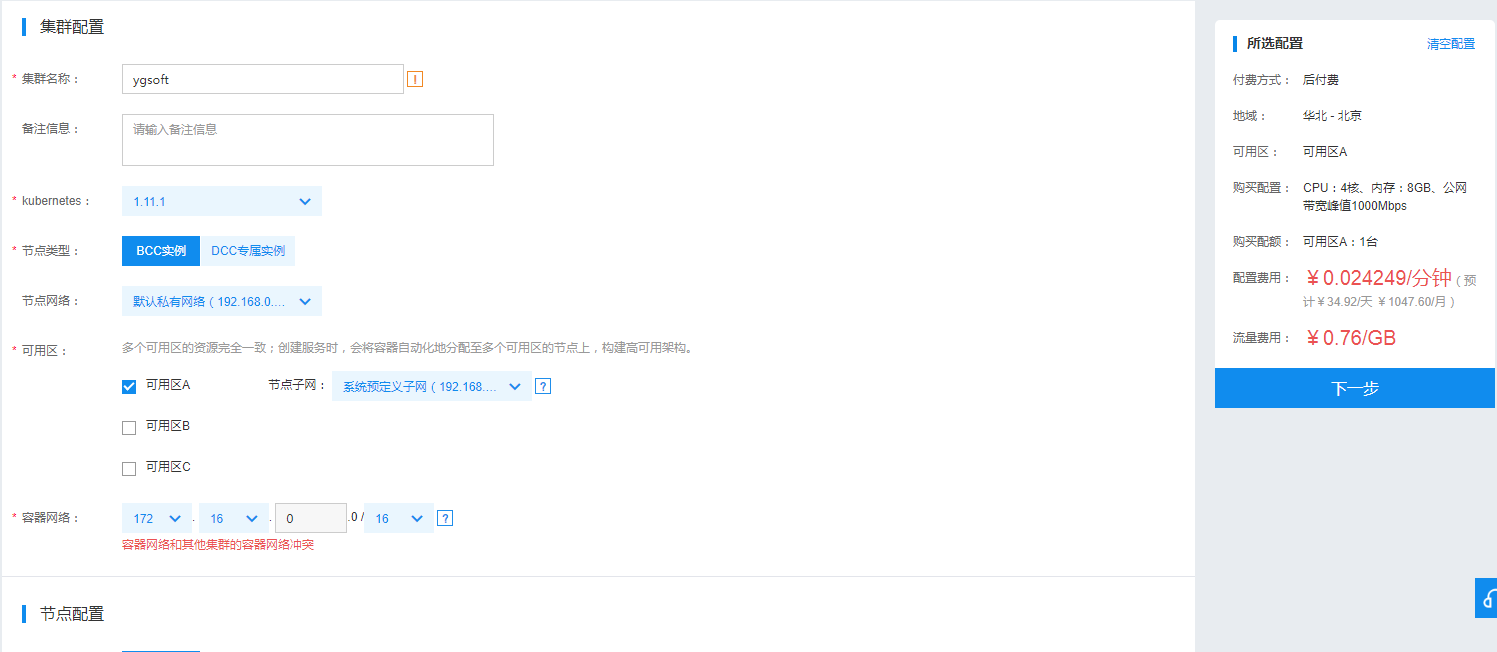 集群配置
* 集群名称： ygsoft !
备注信息： 请输入备注信息
* kubernetes： 1.11.1
* 节点类型： BCC实例 DCC专属实例
节点网络： 默认私有网络 ( 192.168.0....
* 可用区： 多个可用区的资源完全一致；创建服务时，会将容器自动化地分配至多个可用区的节点上，构建高可用架构。
可用区A 节点子网： 系统预定义子网 ( 192.168.... ?
可用区B
可用区C
* 容器网络： 172 . 16 . 0 .0 / 16 ?
容器网络和其他集群的容器网络冲突
节点配置
所选配置 清空配置
付费方式： 后付费
地域： 华北 - 北京
可用区： 可用区A
购买配置： CPU：4核、内存：8GB、公网
带宽峰值1000Mbps
购买配额： 可用区A：1台
配置费用： ￥0.024249/分钟 ( 预
计￥34.92/天 ￥1047.60/月 )
流量费用： ￥0.76/GB
下一步